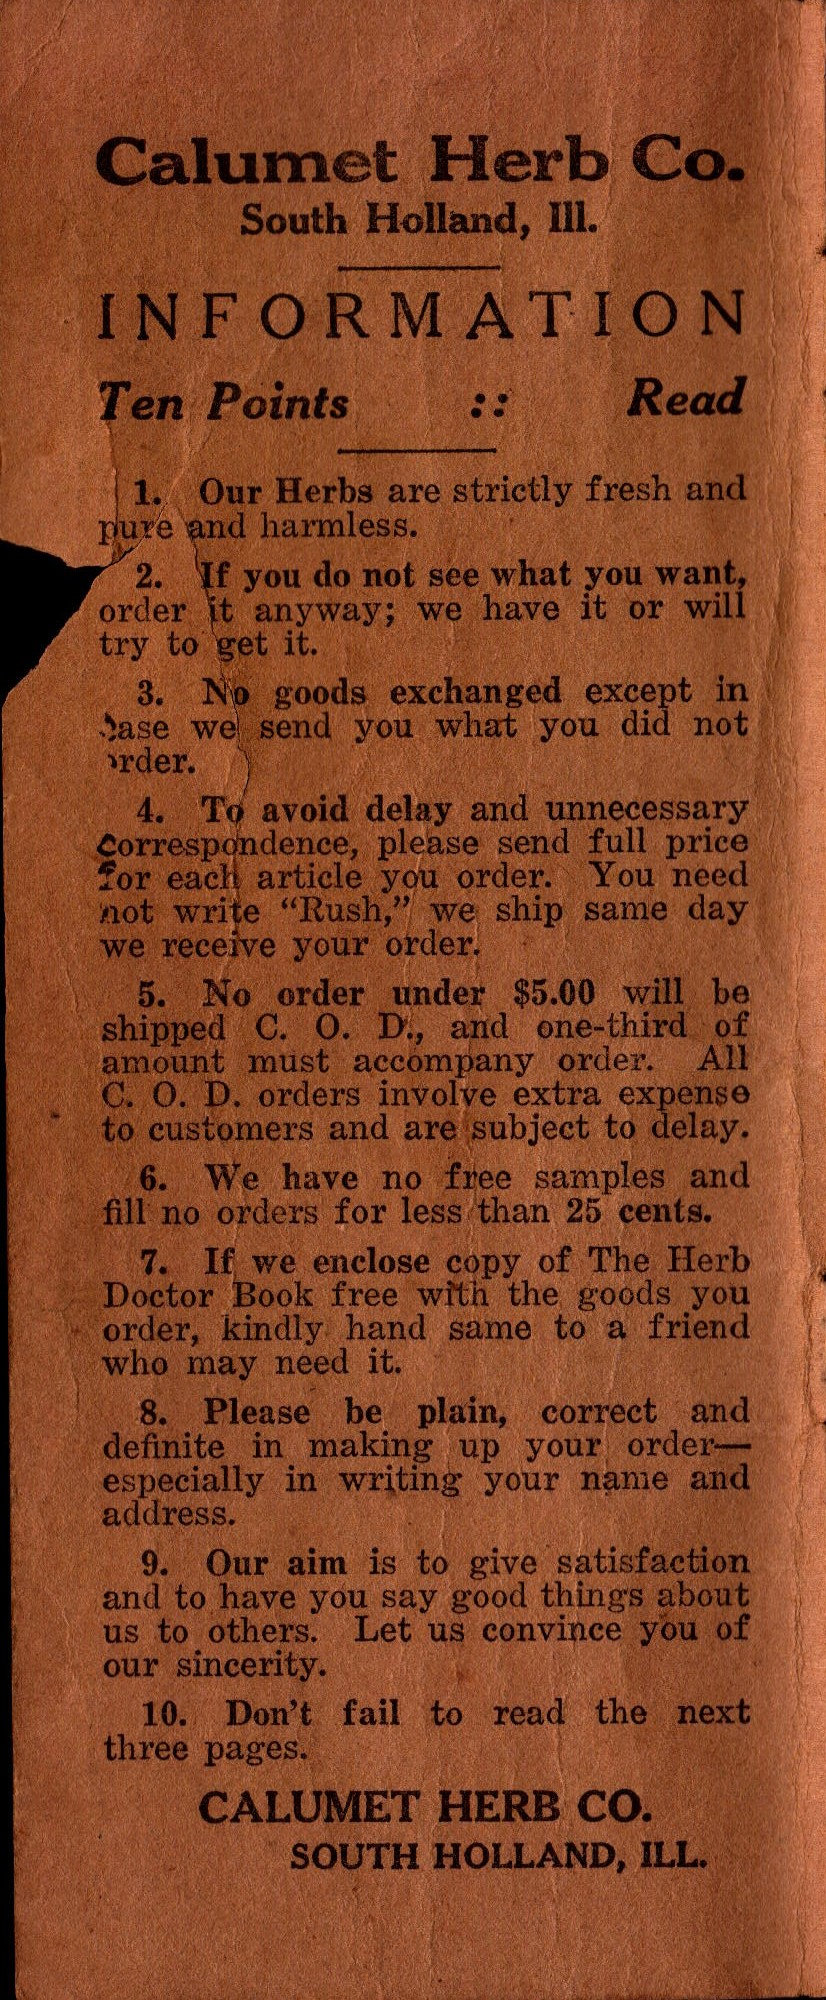 Calumet Herb Co.
South Holland, Ill.
INFORMATION
Ten Points :: Read
1. Our Herbs are strictly fresh and
pure and harmless.
2. If you do not see what you want,
order it anyway; we have it or will
try to get it.
3. No goods exchanged except in
case we send you what you did not
order.
4. To avoid delay and unnecessary
correspondence, please send full price
for each article you order. You need
not write “Rush,” we ship same day
we receive your order.
5. No order under $5.00 will be
shipped C. O. D., and one-third of
amount must accompany order. All
C. O. D. orders involve extra expense
to customers and are subject to delay.
6. We have no free samples and
fill no orders for less than 25 cents.
7. If we enclose copy of The Herb
Doctor Book free with the goods you
order, kindly hand same to a friend
who may need it.
8. Please be plain, correct and
definite in making up your order—
especially in writing your name and
address.
9. Our aim is to give satisfaction
and to have you say good things about
us to others. Let us convince you of
our sincerity.
10. Don’t fail to read the next
three pages.
CALUMET HERB CO.
SOUTH HOLLAND, ILL.